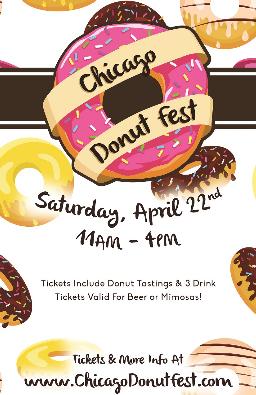 Chicago
Donut Fest
Saturday, April 22nd
11AM - 4PM
Tickets Include Donut Tastings & 3 Drink
Tickets Valid For Beer or Mimosas!
Tickets & More Info At
www.ChicagoDonutFest.com